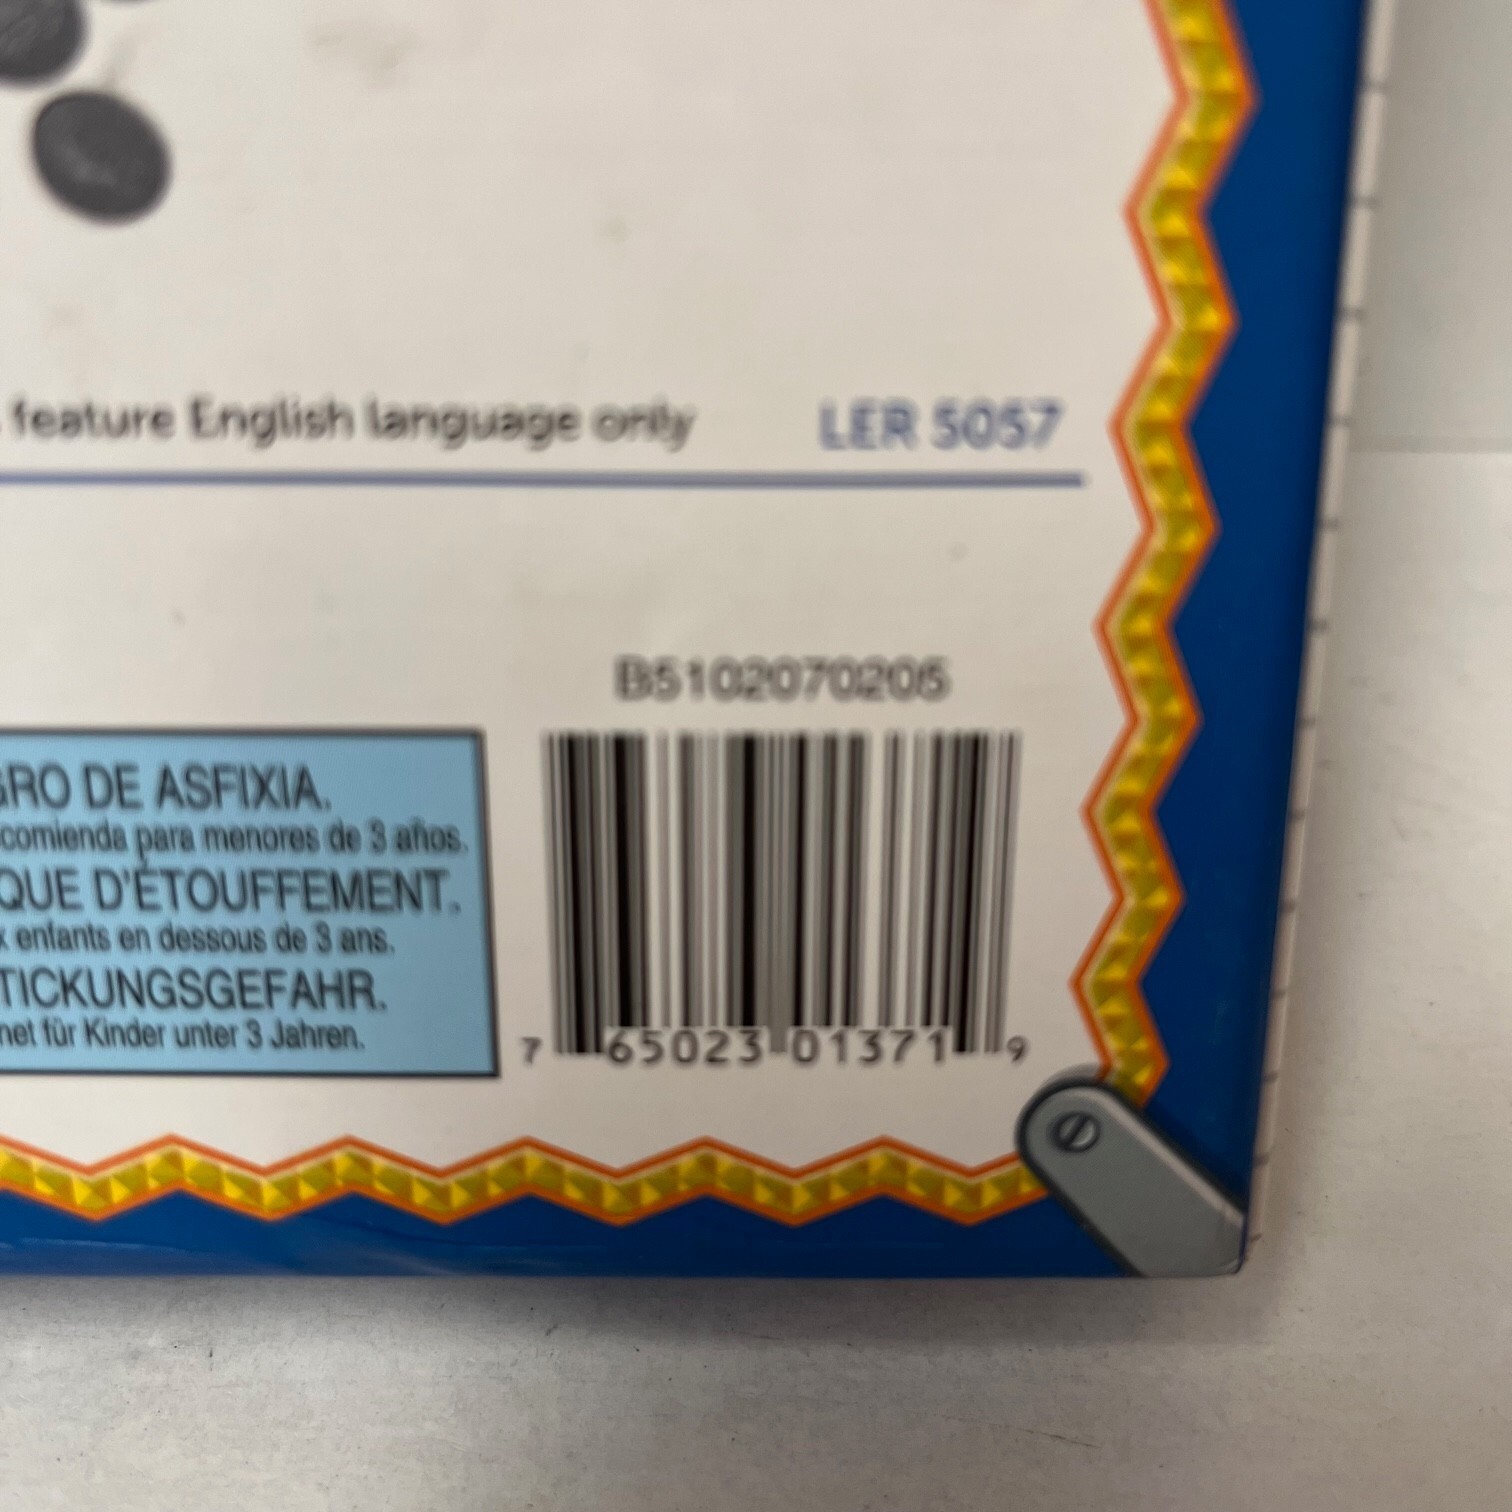 feature English language only
LER 5057
B5102070205
GRO DE ASFIXIA.
comienda para menores de 3 años.
QUE D'ÉTOUFFEMENT.
x enfants en dessous de 3 ans.
TICKUNGSGEFAHR.
net für Kinder unter 3 Jahren.
7 65023 01371 9